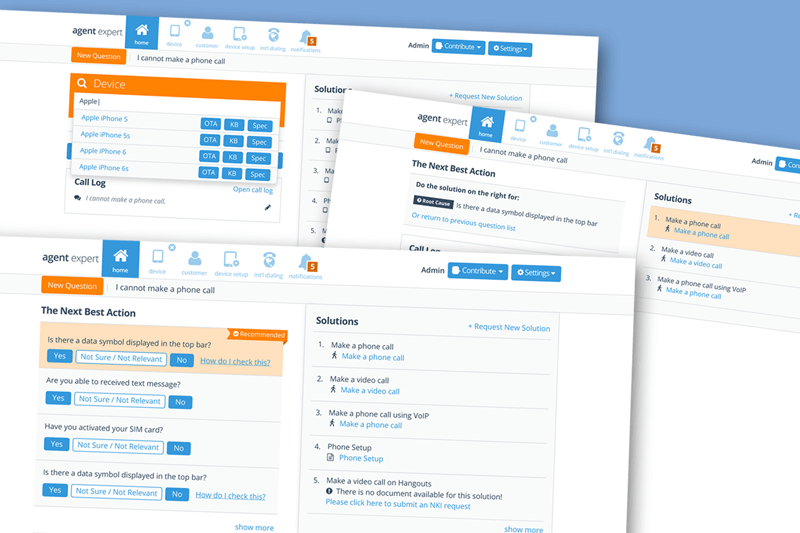 agent expert
home
device
customer
device setup
int'l dialing
notifications
5
Admin
Contribute
Settings
New Question
I cannot make a phone call
Device
Apple
Apple iPhone 5
OTA KB Spec
Apple iPhone 5s
OTA KB Spec
Apple iPhone 6
OTA KB Spec
Apple iPhone 6s
OTA KB Spec
Call Log
Open call log
I cannot make a phone call.
Solutions
+ Request New Solution
1. Mak
2. Ma
3. Ma
4. Ph
5. Mak
agent expert
home
device
customer
device setup
int'l dialing
notifications
5
Admin
New Question
I cannot make a phone call
The Next Best Action
Do the solution on the right for:
Root Cause Is there a data symbol displayed in the top bar
Or return to previous question list
Call Log
Solutions
1. Make a phone call
Make a phone call
2. Make a video call
Make a video call
3. Make a phone call using VoIP
Make a phone call
agent expert
home
device
customer
device setup
int'l dialing
notifications
5
Admin
Contribute
Settings
New Question
I cannot make a phone call
The Next Best Action
Recommended
Is there a data symbol displayed in the top bar?
Yes Not Sure / Not Relevant No How do I check this?
Are you able to received text message?
Yes Not Sure / Not Relevant No
Have you activated your SIM card?
Yes Not Sure / Not Relevant No
Is there a data symbol displayed in the top bar?
Yes Not Sure / Not Relevant No How do I check this?
show more
Solutions
+ Request New Solution
1. Make a phone call
Make a phone call
2. Make a video call
Make a video call
3. Make a phone call using VoIP
Make a phone call
4. Phone Setup
Phone Setup
5. Make a video call on Hangouts
There is no document available for this solution!
Please click here to submit an NKI request
show more